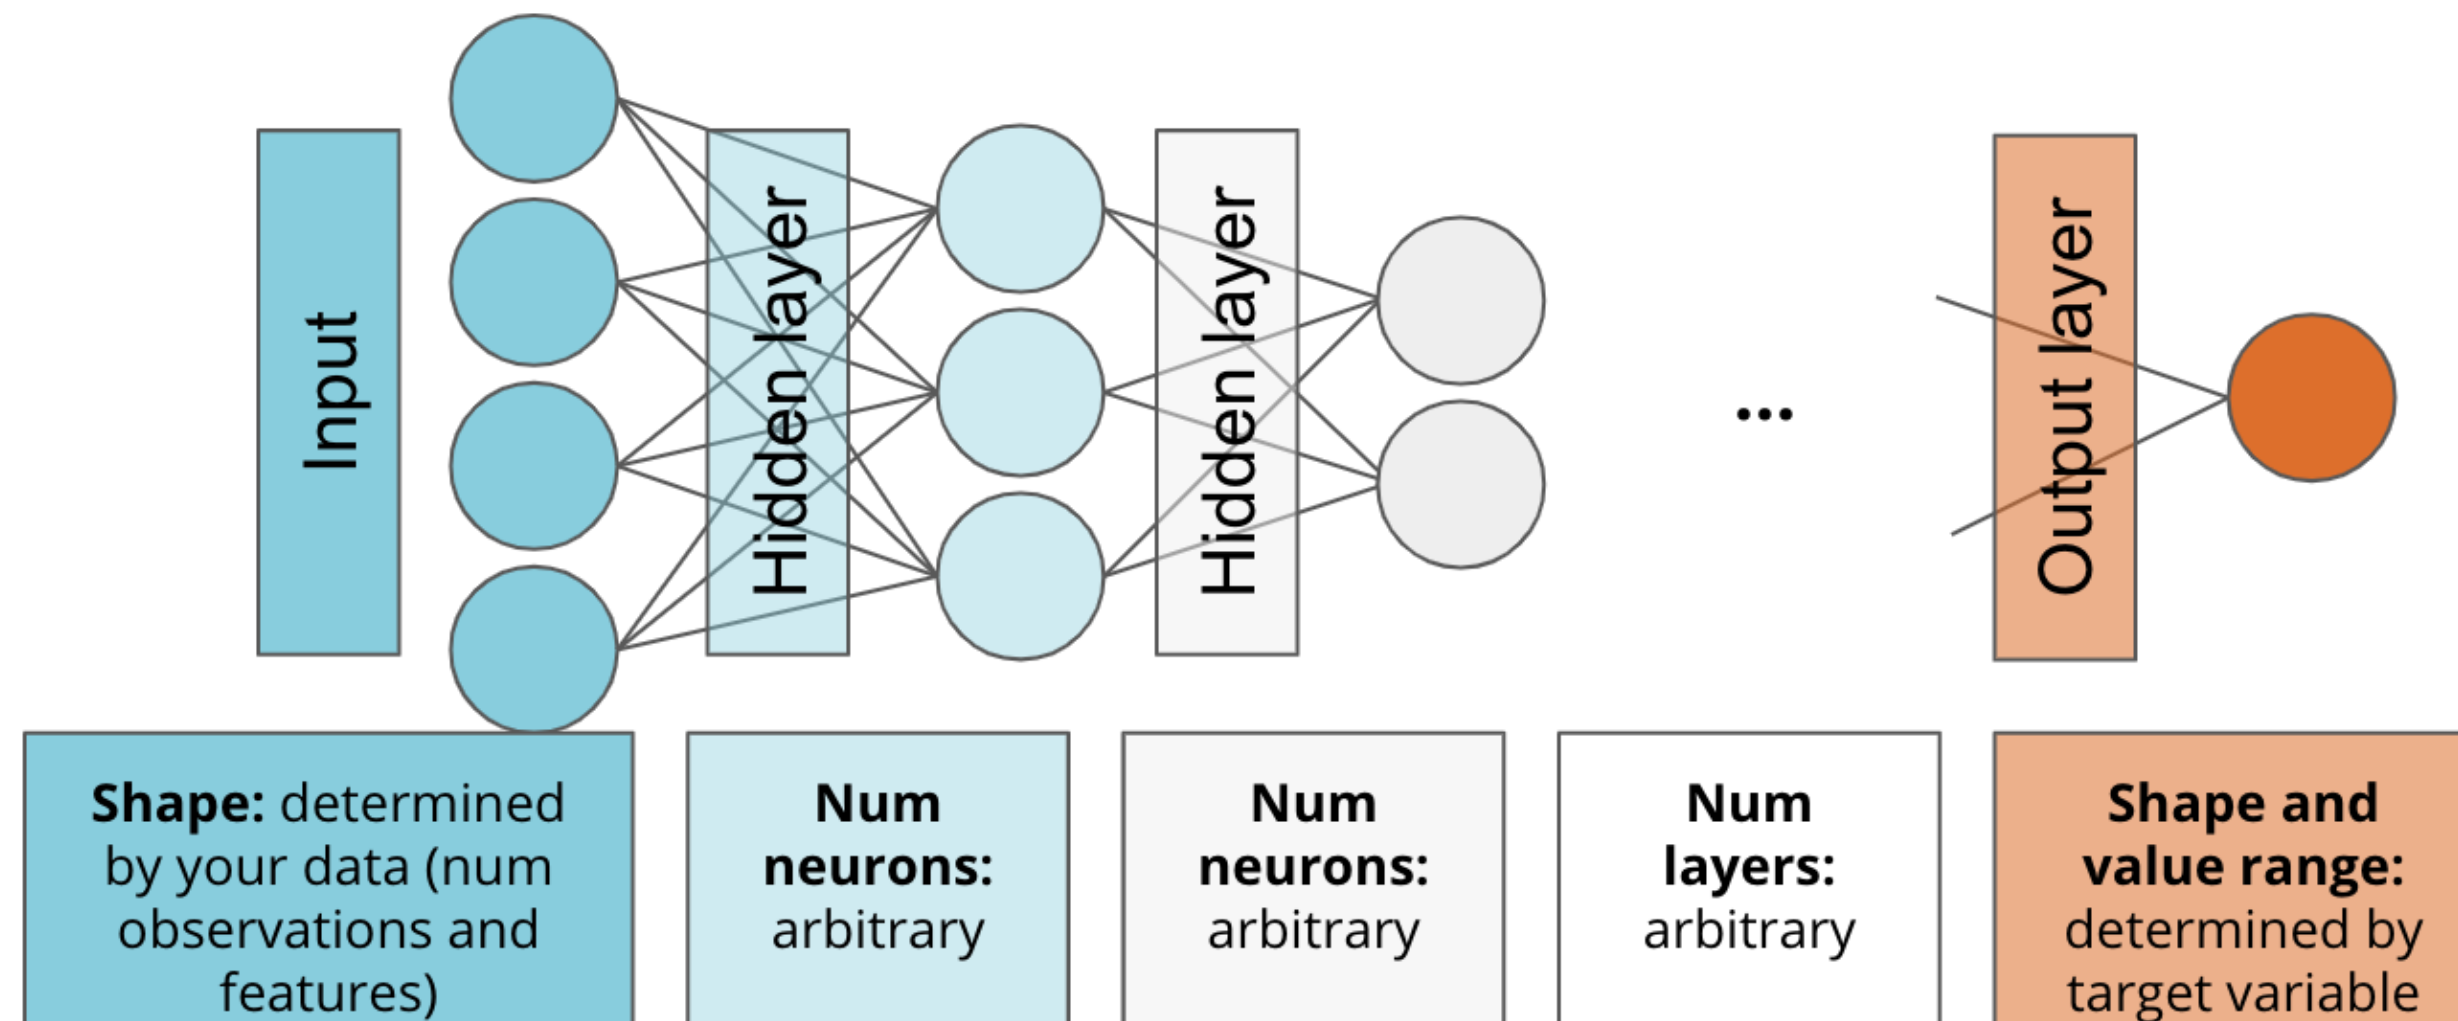 Input
Hidden layer
Hidden layer
...
Output layer
Shape: determined
by your data (num
observations and
features)
Num
neurons:
arbitrary
Num
neurons:
arbitrary
Num
layers:
arbitrary
Shape and
value range:
determined by
target variable